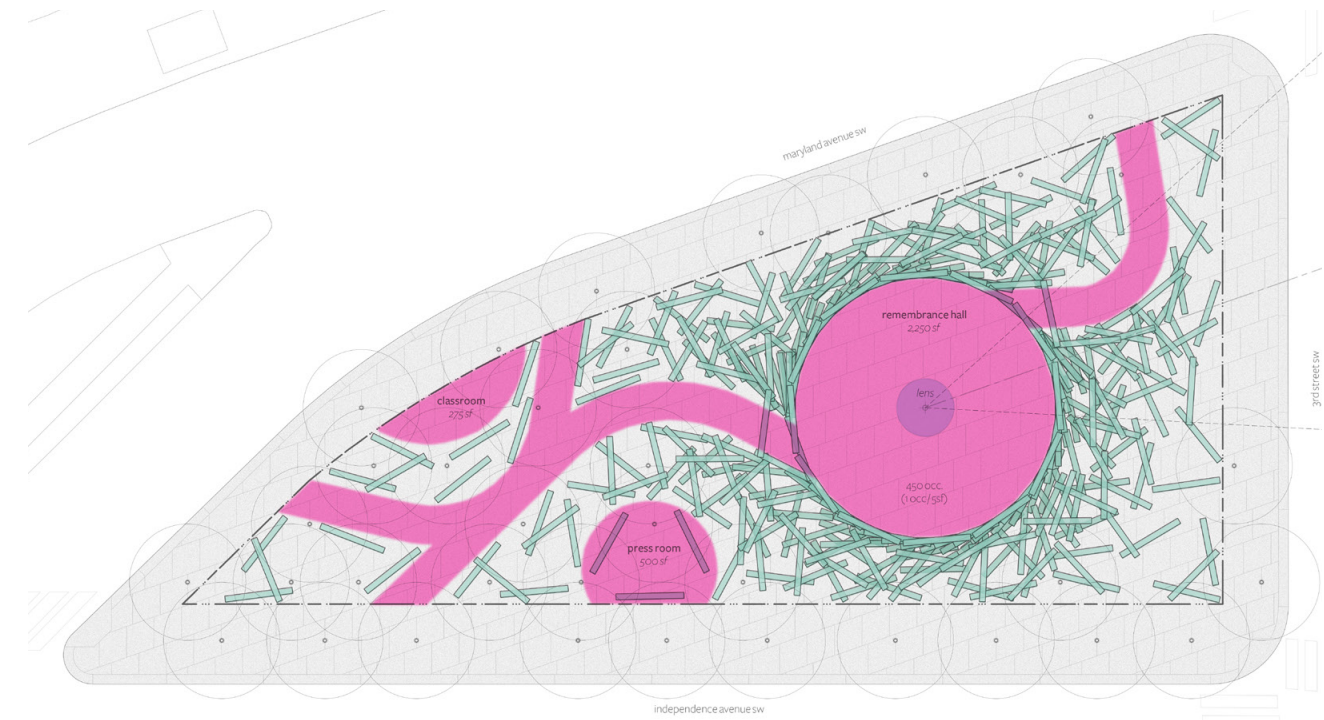 maryland avenue sw
remembrance hall
2,250 sf
lens
classroom
275 sf
3rd street sw
450 occ.
(1 occ/5sf)
press room
500 sf
independence avenue sw